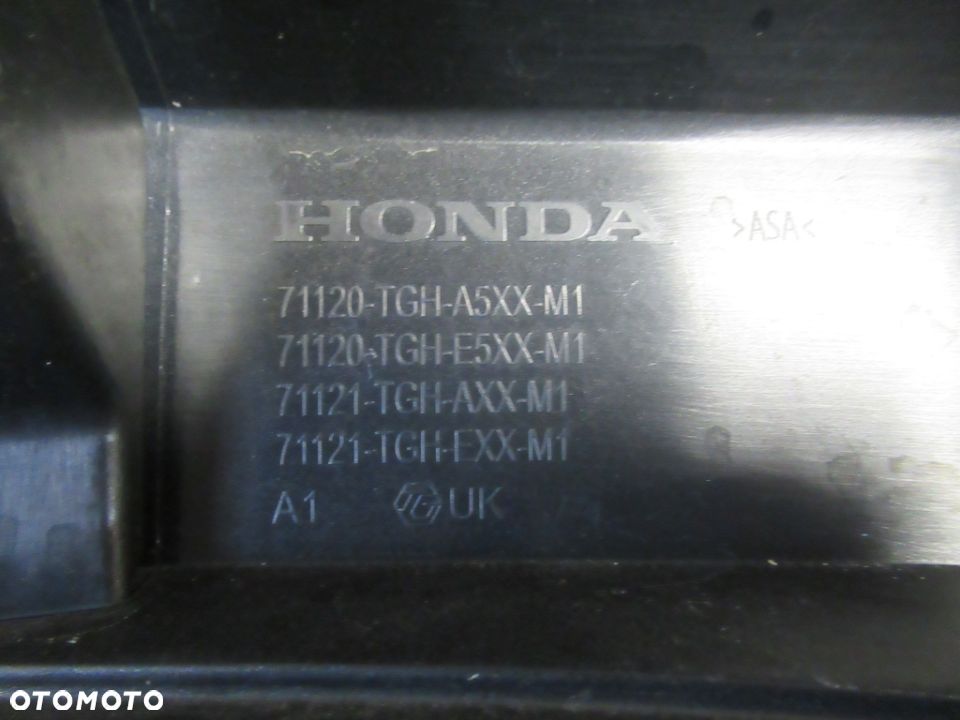 HONDA
>ASA<
71120-TGH-A5XX-M1
71120-TGH-E5XX-M1
71121-TGH-AXX-M1
71121-TGH-EXX-M1
A1 UK
OTOMOTO